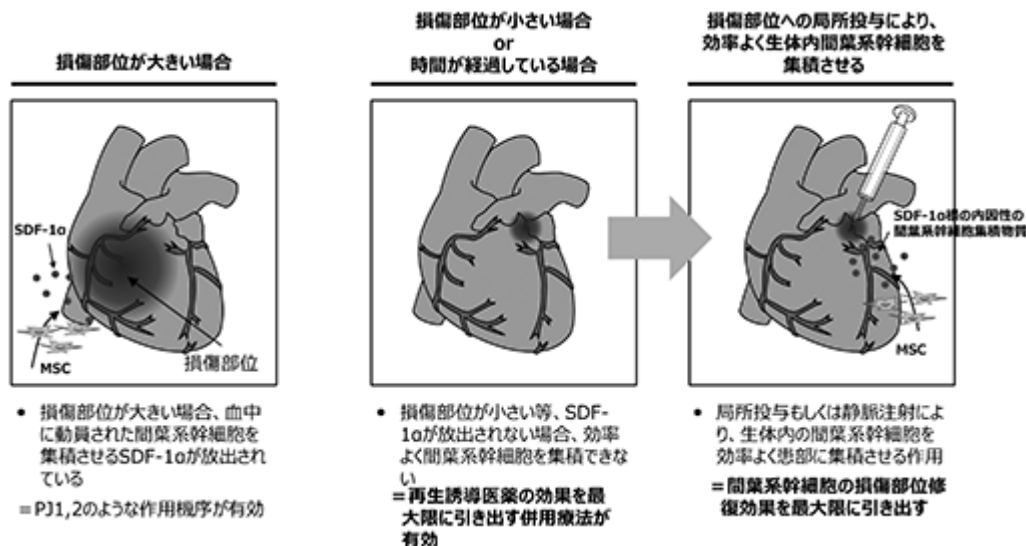 損傷部位が大きい場合
SDF-1α
MSC
損傷部位
• 損傷部位が大きい場合、血中
に動員された間葉系幹細胞を
集積させるSDF-1αが放出され
ている
＝PJ1,2のような作用機序が有効
損傷部位が小さい場合
or
時間が経過している場合
• 損傷部位が小さい等、SDF-
1αが放出されない場合、効率
よく間葉系幹細胞を集積できな
い
＝再生誘導医薬の効果を最
大限に引き出す併用療法が
有効
損傷部位への局所投与により、
効率よく生体内間葉系幹細胞を
集積させる
SDF-1α様の内因性の
間葉系幹細胞集積物質
MSC
• 局所投与もしくは静脈注射によ
り、生体内の間葉系幹細胞を
効率よく患部に集積させる作用
＝間葉系幹細胞の損傷部位修
復効果を最大限に引き出す